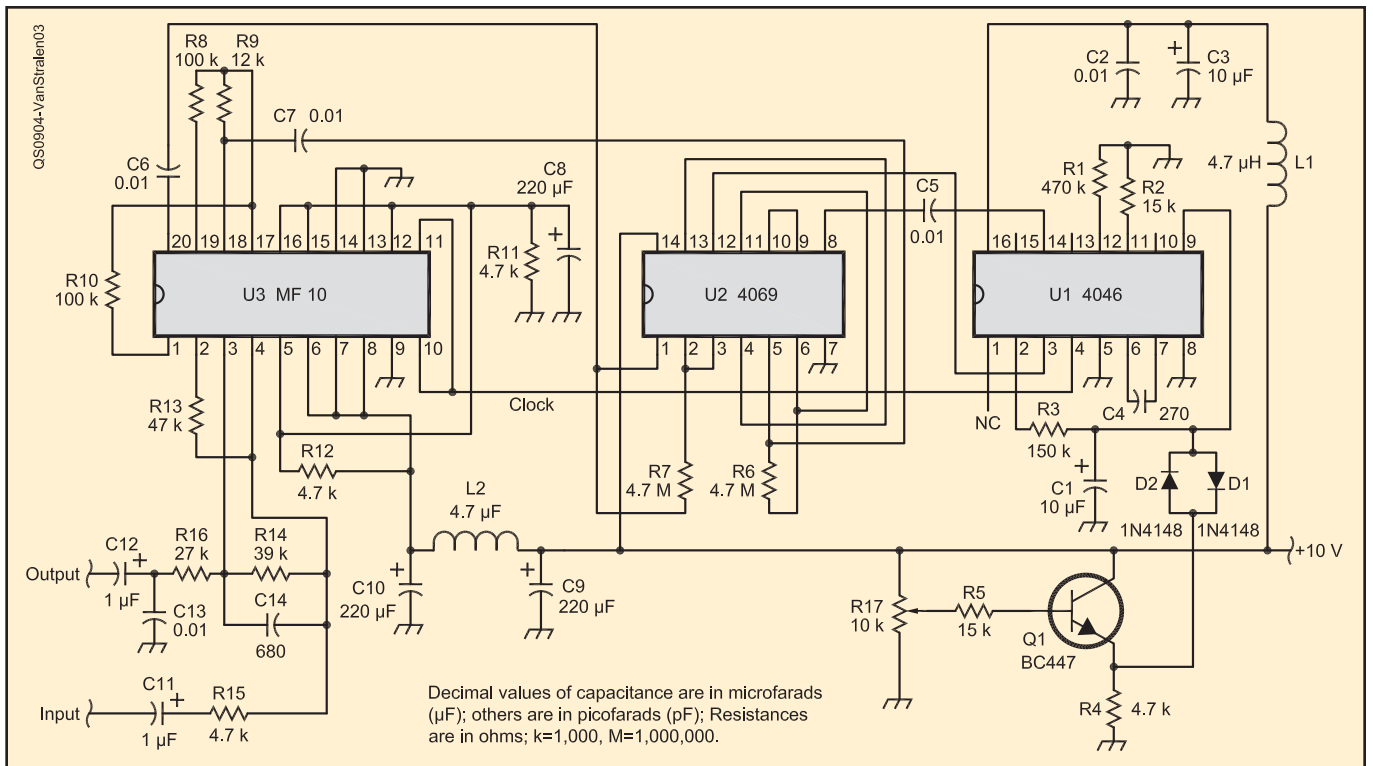 QS0904-VanStralen03
R8
100 k
R9
12 k
C7 0.01
C6
0.01
C8
220 µF
+
R11
4.7 k
R10
100 k
20 19 18 17 16 15 14 13 12 11
U3 MF 10
1 2 3 4 5 6 7 8 9 10
14 13 12 11 10 9 8
U2 4069
1 2 3 4 5 6 7
C5
0.01
C2
0.01
+
C3
10 µF
4.7 µH
L1
R1
470 k
R2
15 k
16 15 14 13 12 11 10 9
U1 4046
1 2 3 4 5 6 7 8
Clock
NC
C4 270
R3
150 k
+
C1
10 µF
D2
D1
1N4148
1N4148
R13
47 k
R12
4.7 k
L2
4.7 µF
R7
4.7 M
R6
4.7 M
R16
27 k
R14
39 k
C12
+
Output
1 µF
C13
0.01
C14
680
+
C10
220 µF
+
C9
220 µF
+10 V
R17
10 k
R5
15 k
Q1
BC447
R4
4.7 k
C11
+
R15
Input
1 µF
4.7 k
Decimal values of capacitance are in microfarads
(µF); others are in picofarads (pF); Resistances
are in ohms; k=1,000, M=1,000,000.